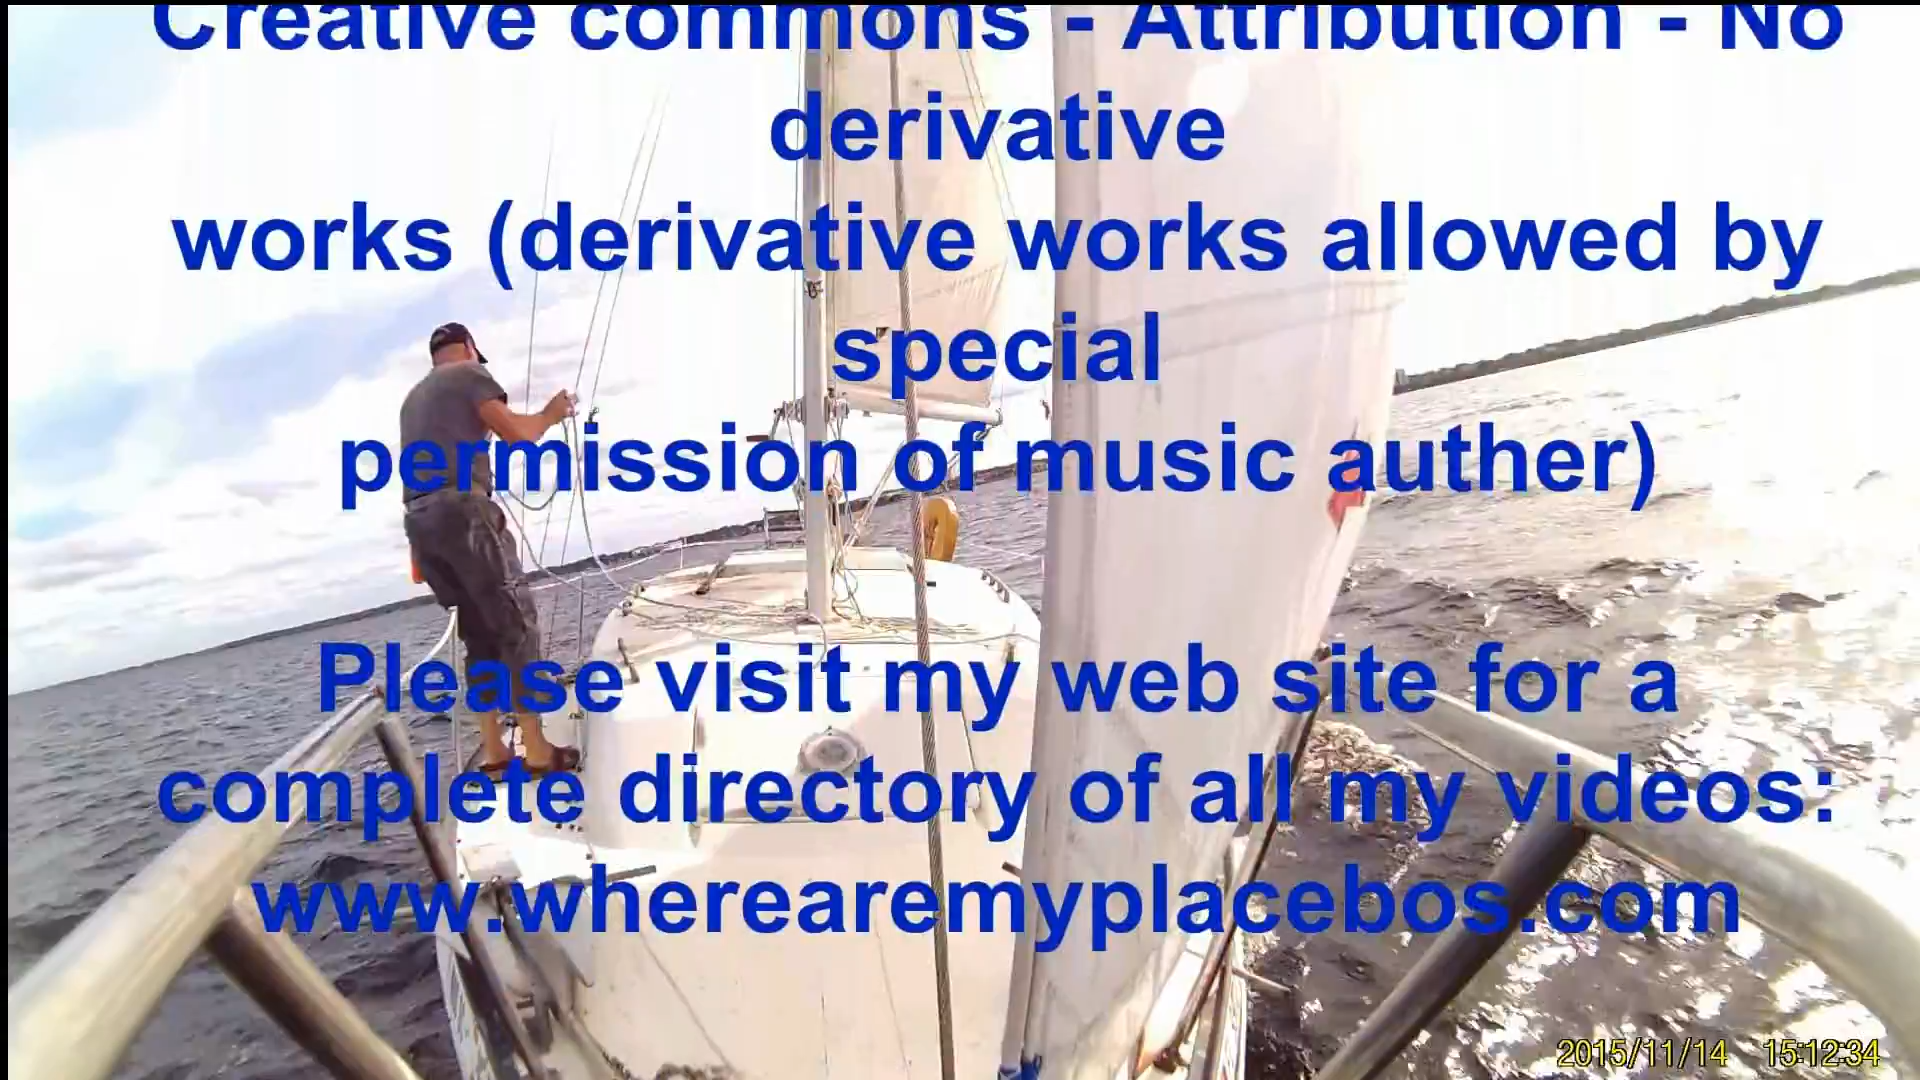 Creative commons - Attribution - No
derivative
works (derivative works allowed by
special
permission of music auther)
Please visit my web site for a
complete directory of all my videos:
www.wherearemyplacebos.com
2015/11/14 15:12:34